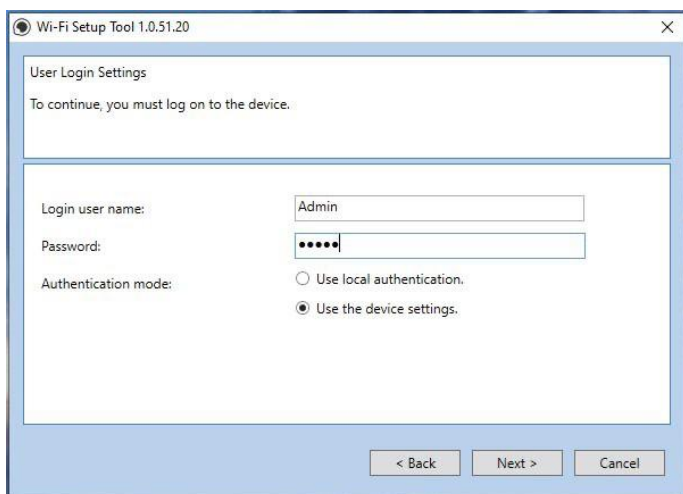 Wi-Fi Setup Tool 1.0.51.20
User Login Settings
To continue, you must log on to the device.
Login user name: Admin
Password: •••••
Authentication mode: Use local authentication.
Use the device settings.
< Back Next > Cancel